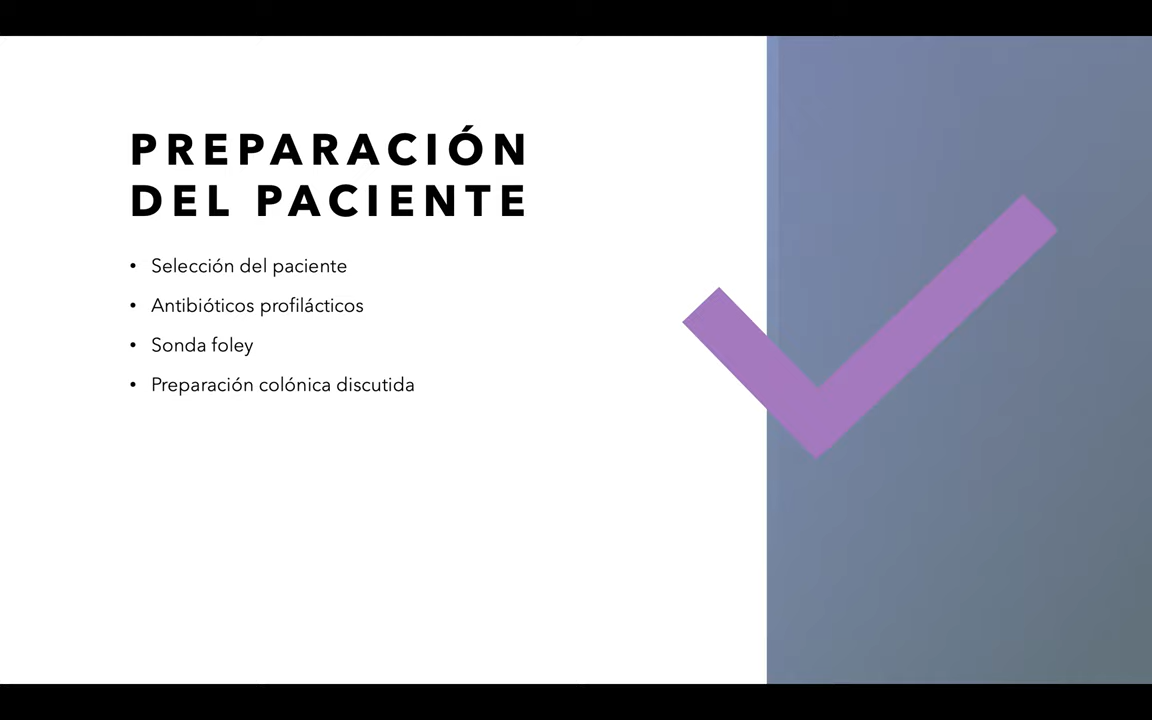 PREPARACIÓN
DEL PACIENTE
• Selección del paciente
• Antibióticos profilácticos
• Sonda foley
• Preparación colónica discutida